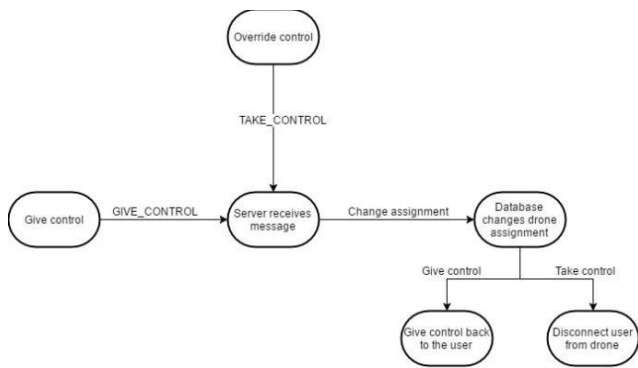 Override control
TAKE_CONTROL
Give control
GIVE_CONTROL
Server receives
message
Change assignment
Database
changes drone
assignment
Give control
Take control
Give control back
to the user
Disconnect user
from drone